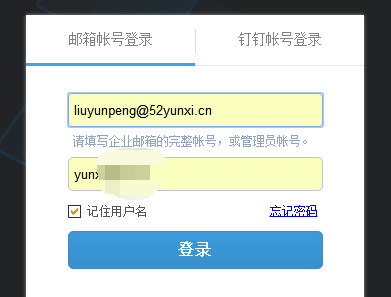 邮箱帐号登录
钉钉帐号登录
liuyunpeng@52yunxi.cn
请填写企业邮箱的完整帐号，或管理员帐号。
记住用户名
忘记密码
登录